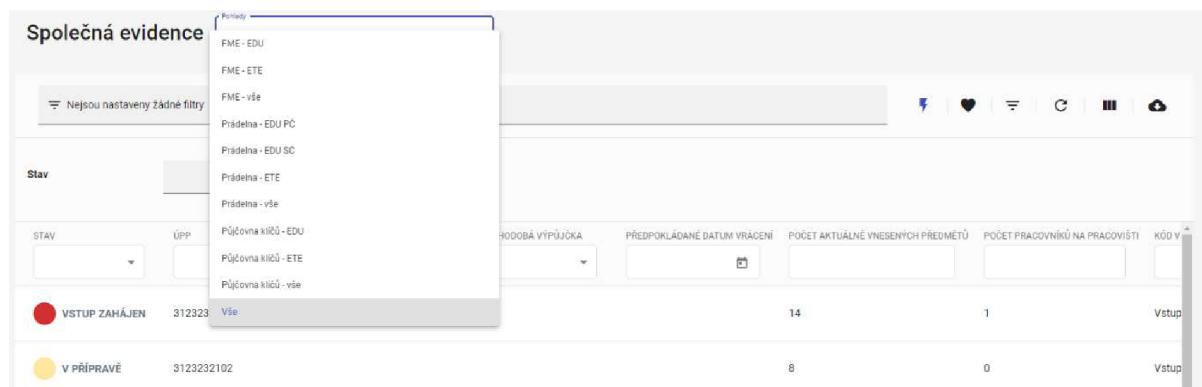 Společná evidence
Pohledy
FME - EDU
FME - ETE
FME - vše
Prádelna - EDU PČ
Prádelna - EDU SČ
Prádelna - ETE
Prádelna - vše
Půjčovna klíčů - EDU
Půjčovna klíčů - ETE
Půjčovna klíčů - vše
Vše
Nejsou nastaveny žádné filtry
Stav
STAV ÚPP HODOBÁ VÝPŮJČKA PŘEDPOKLÁDANÉ DATUM VRÁCENÍ POČET AKTUÁLNĚ VNESENÝCH PŘEDMĚTŮ POČET PRACOVNÍKŮ NA PRACOVIŠTI KÓD V
VSTUP ZAHÁJEN 312323 14 1 Vstup
V PŘÍPRAVĚ 3123232102 8 0 Vstup